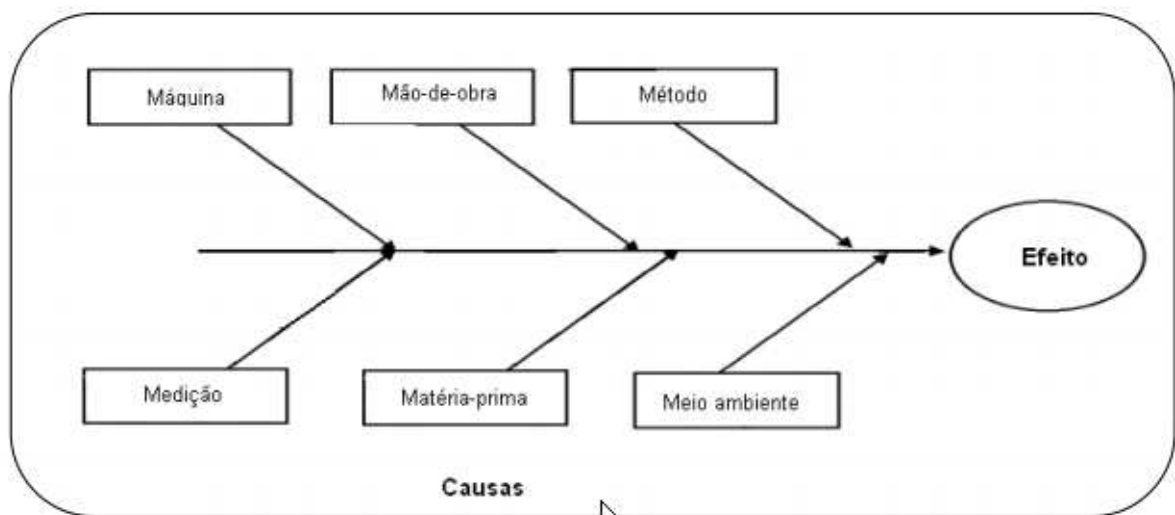 Máquina
Mão-de-obra
Método
Efeito
Medição
Matéria-prima
Meio ambiente
Causas